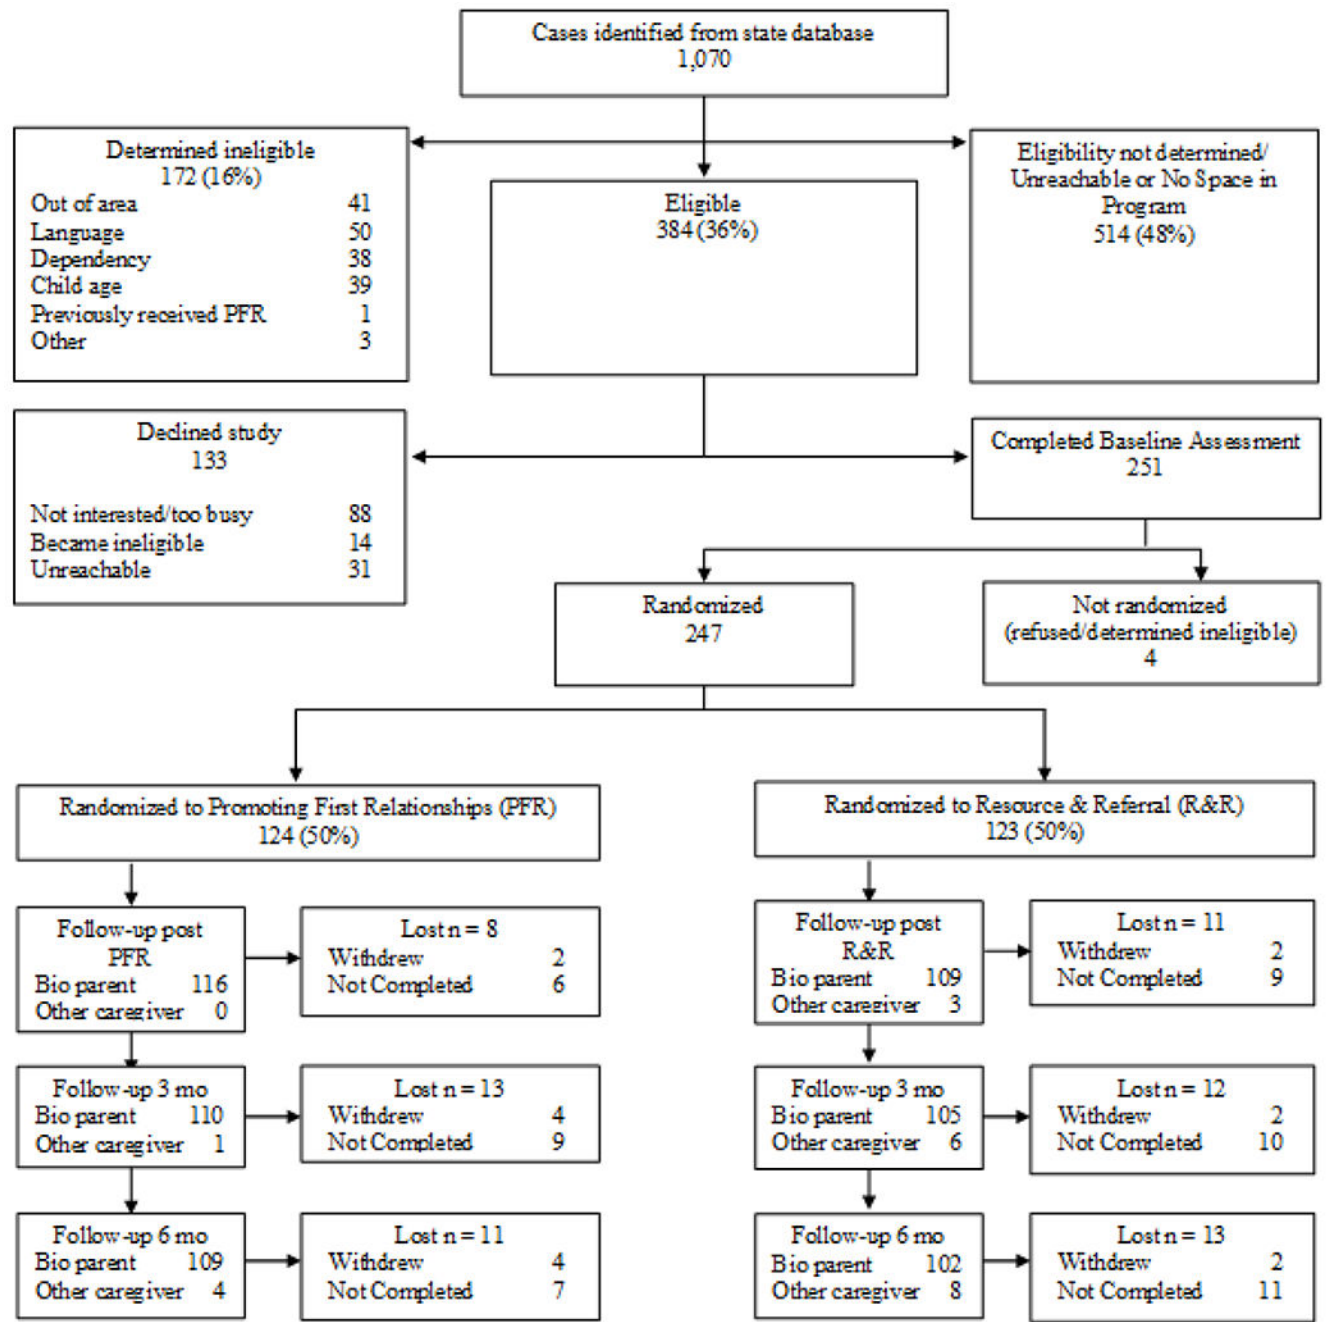 Cases identified from state database
1,070
Determined ineligible
172 (16%)
Out of area 41
Language 50
Dependency 38
Child age 39
Previously received PFR 1
Other 3
Eligible
384 (36%)
Eligibility not determined/
Unreachable or No Space in
Program
514 (48%)
Declined study
133
Not interested/too busy 88
Became ineligible 14
Unreachable 31
Completed Baseline Assessment
251
Randomized
247
Not randomized
(refused/determined ineligible)
4
Randomized to Promoting First Relationships (PFR)
124 (50%)
Randomized to Resource & Referral (R&R)
123 (50%)
Follow-up post
PFR
Bio parent 116
Other caregiver 0
Lost n = 8
Withdrew 2
Not Completed 6
Follow-up post
R&R
Bio parent 109
Other caregiver 3
Lost n = 11
Withdrew 2
Not Completed 9
Follow-up 3 mo
Bio parent 110
Other caregiver 1
Lost n = 13
Withdrew 4
Not Completed 9
Follow-up 3 mo
Bio parent 105
Other caregiver 6
Lost n = 12
Withdrew 2
Not Completed 10
Follow-up 6 mo
Bio parent 109
Other caregiver 4
Lost n = 11
Withdrew 4
Not Completed 7
Follow-up 6 mo
Bio parent 102
Other caregiver 8
Lost n = 13
Withdrew 2
Not Completed 11